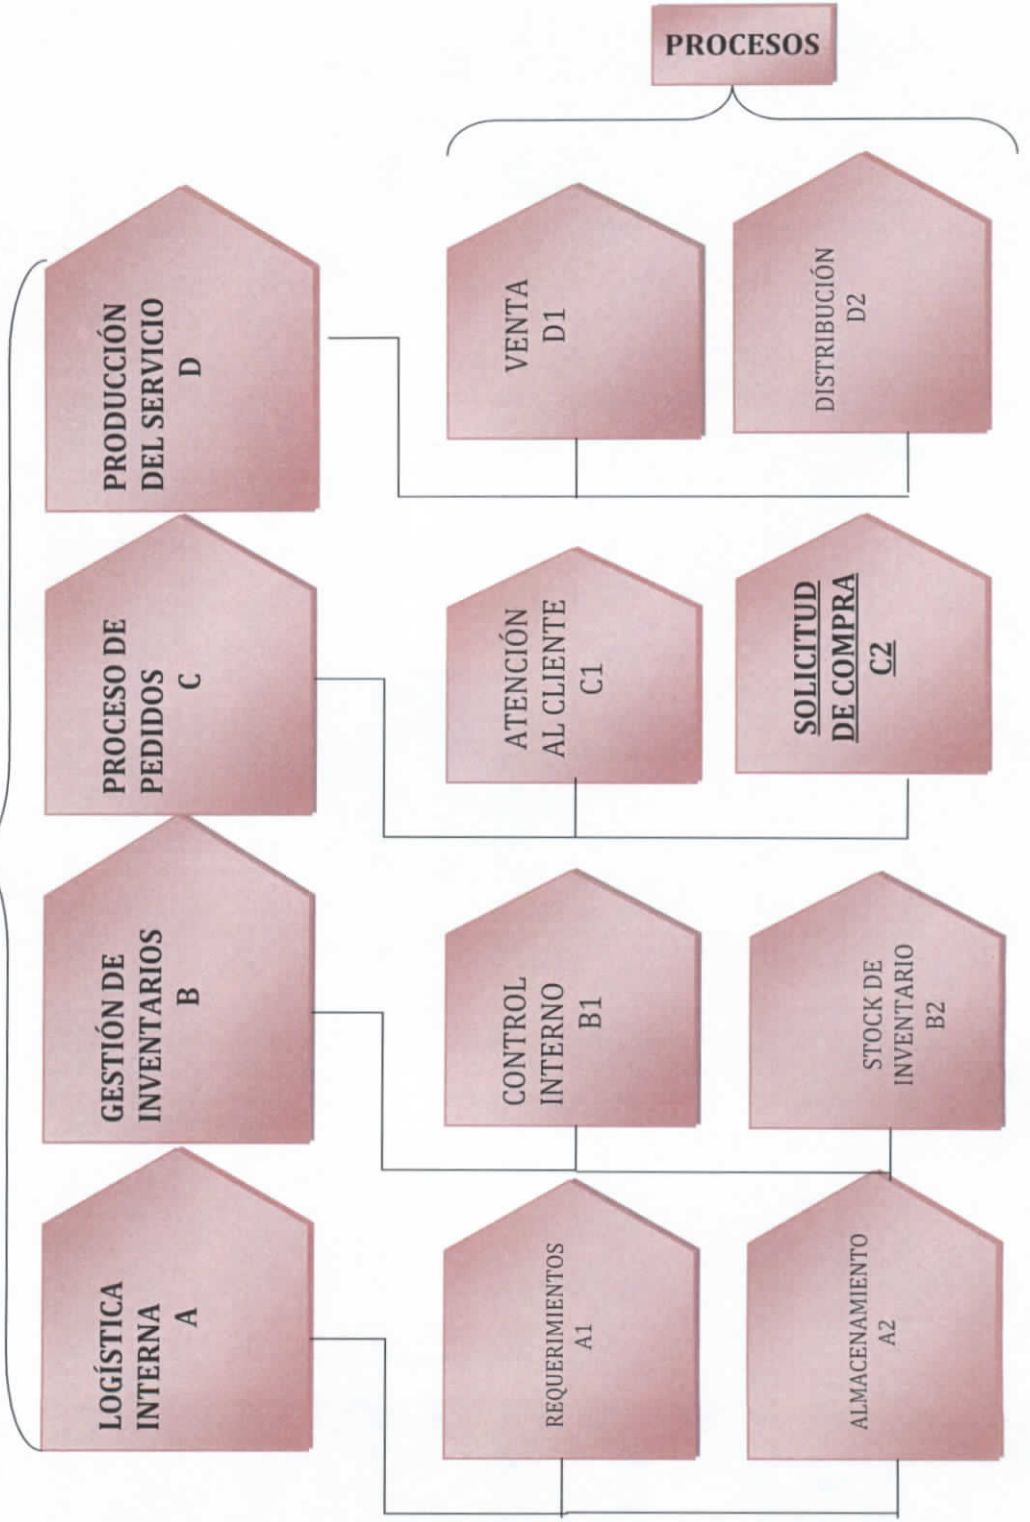 LOGÍSTICA
INTERNA
A
GESTIÓN DE
INVENTARIOS
B
PROCESO DE
PEDIDOS
C
PRODUCCIÓN
DEL SERVICIO
D
REQUERIMIENTOS
A1
CONTROL
INTERNO
B1
ATENCIÓN
AL CLIENTE
C1
VENTA
D1
PROCESOS
ALMACENAMIENTO
A2
STOCK DE
INVENTARIO
B2
SOLICITUD
DE COMPRA
C2
DISTRIBUCIÓN
D2